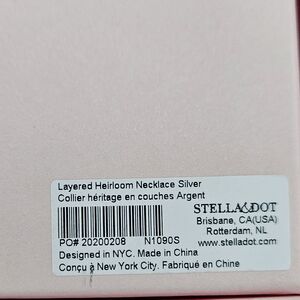 Layered Heirloom Necklace Silver
Collier héritage en couches Argent
STELLA&DOT
Brisbane, CA(USA)
Rotterdam, NL
PO# 20200208 N1090S www.stelladot.com
Designed in NYC. Made in China
Conçu à New York City. Fabriqué en Chine